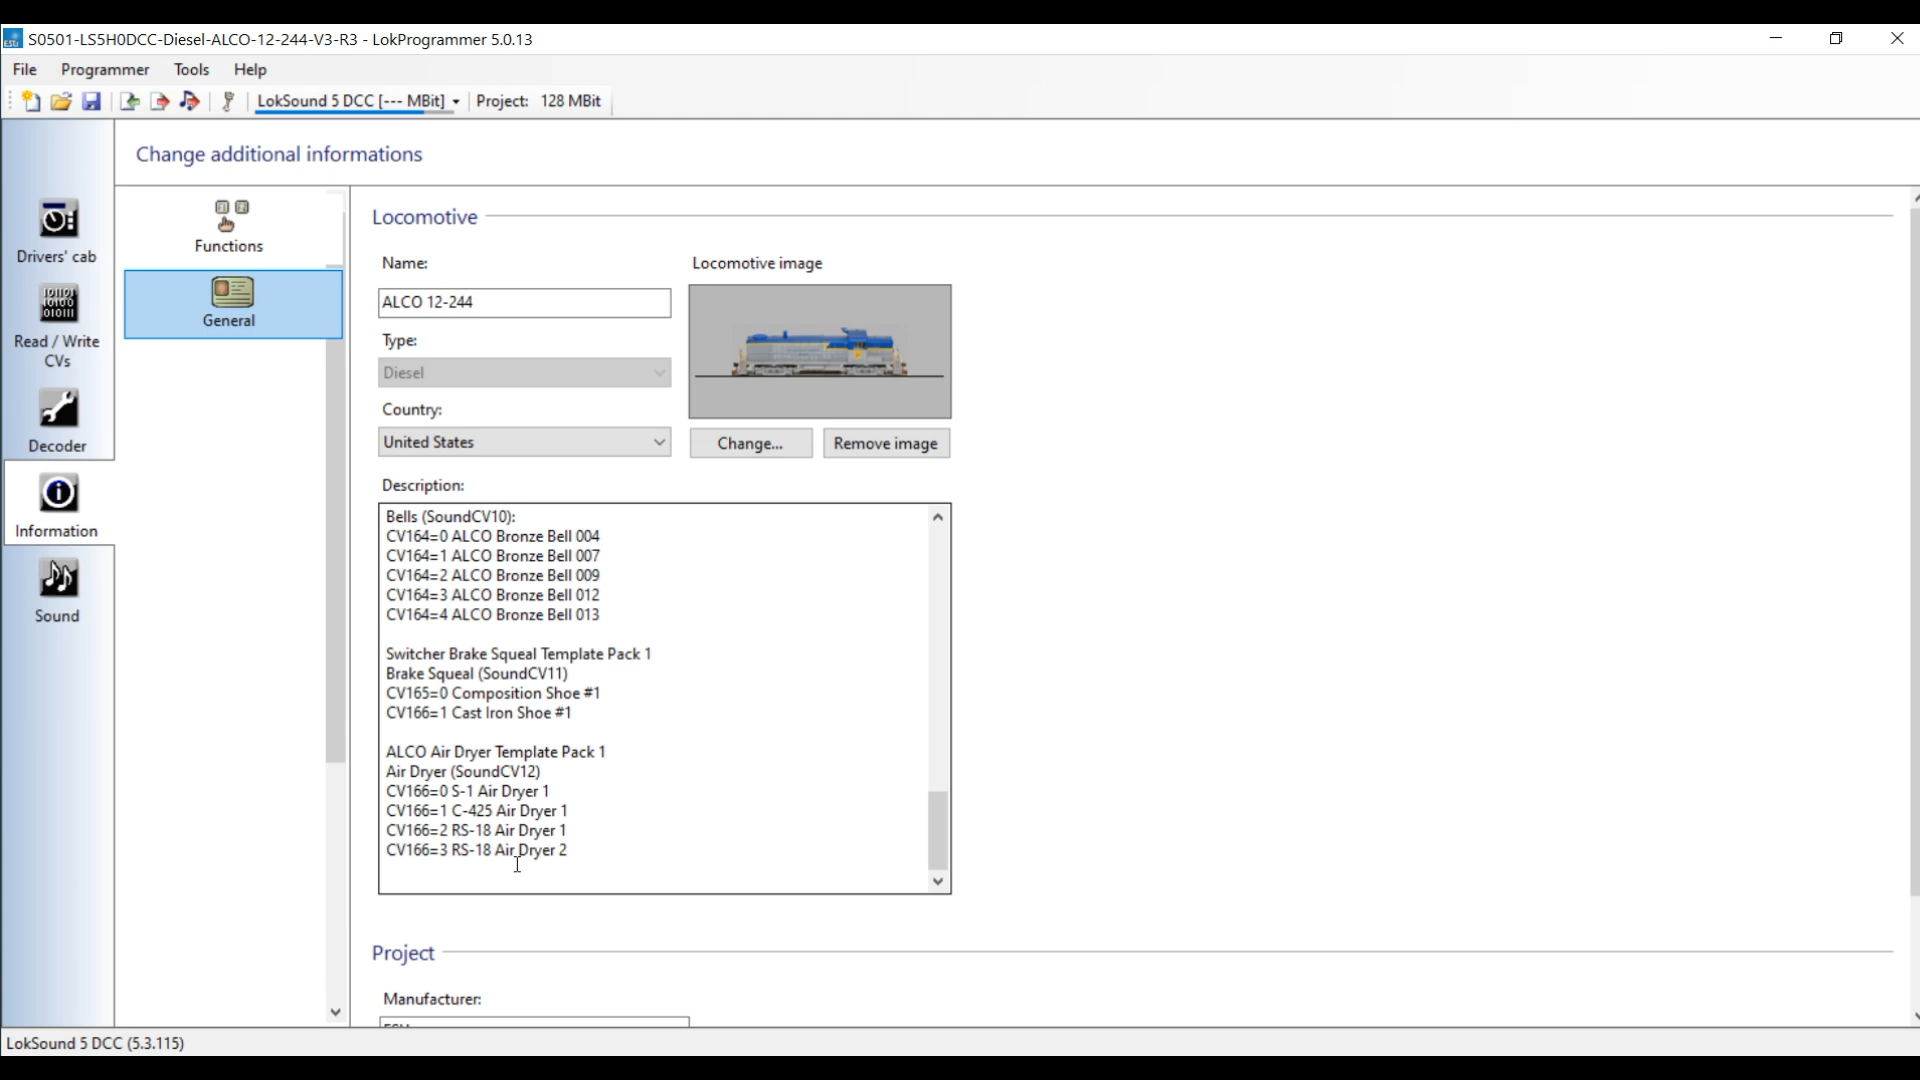 S0501-LS5H0DCC-Diesel-ALCO-12-244-V3-R3 - LokProgrammer 5.0.13
File Programmer Tools Help
LokSound 5 DCC [--- MBit] Project: 128 MBit
Change additional informations
Drivers' cab
Read / Write
CVs
Decoder
Information
Sound
Functions
General
Locomotive
Name:
ALCO 12-244
Type:
Diesel
Country:
United States
Locomotive image
Change...
Remove image
Description:
Bells (SoundCV10):
CV164=0 ALCO Bronze Bell 004
CV164=1 ALCO Bronze Bell 007
CV164=2 ALCO Bronze Bell 009
CV164=3 ALCO Bronze Bell 012
CV164=4 ALCO Bronze Bell 013
Switcher Brake Squeal Template Pack 1
Brake Squeal (SoundCV11)
CV165=0 Composition Shoe #1
CV166=1 Cast Iron Shoe #1
ALCO Air Dryer Template Pack 1
Air Dryer (SoundCV12)
CV166=0 S-1 Air Dryer 1
CV166=1 C-425 Air Dryer 1
CV166=2 RS-18 Air Dryer 1
CV166=3 RS-18 Air Dryer 2
Project
Manufacturer:
LokSound 5 DCC (5.3.115)